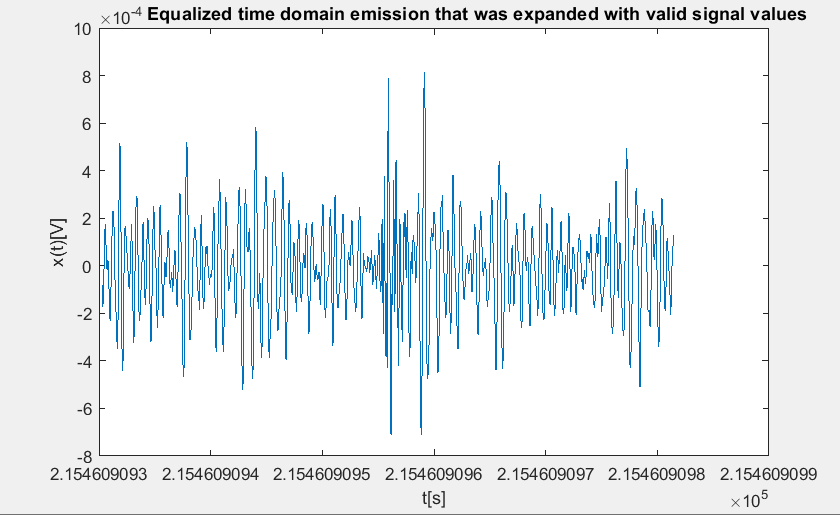 ×10-4 Equalized time domain emission that was expanded with valid signal values
10
8
6
4
2
0
-2
-4
-6
-8
x(t)[V]
2.154609093 2.154609094 2.154609095 2.154609096 2.154609097 2.154609098 2.154609099
t[s]
×105